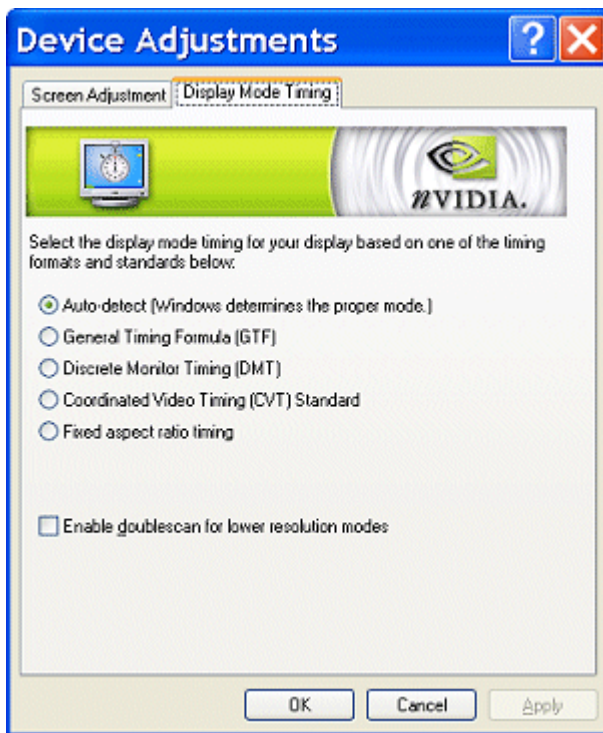 Device Adjustments
Screen Adjustment
Display Mode Timing
nVIDIA.
Select the display mode timing for your display based on one of the timing
formats and standards below:
Auto-detect (Windows determines the proper mode.)
General Timing Formula (GTF)
Discrete Monitor Timing (DMT)
Coordinated Video Timing (CVT) Standard
Fixed aspect ratio timing
Enable doublescan for lower resolution modes
OK
Cancel
Apply